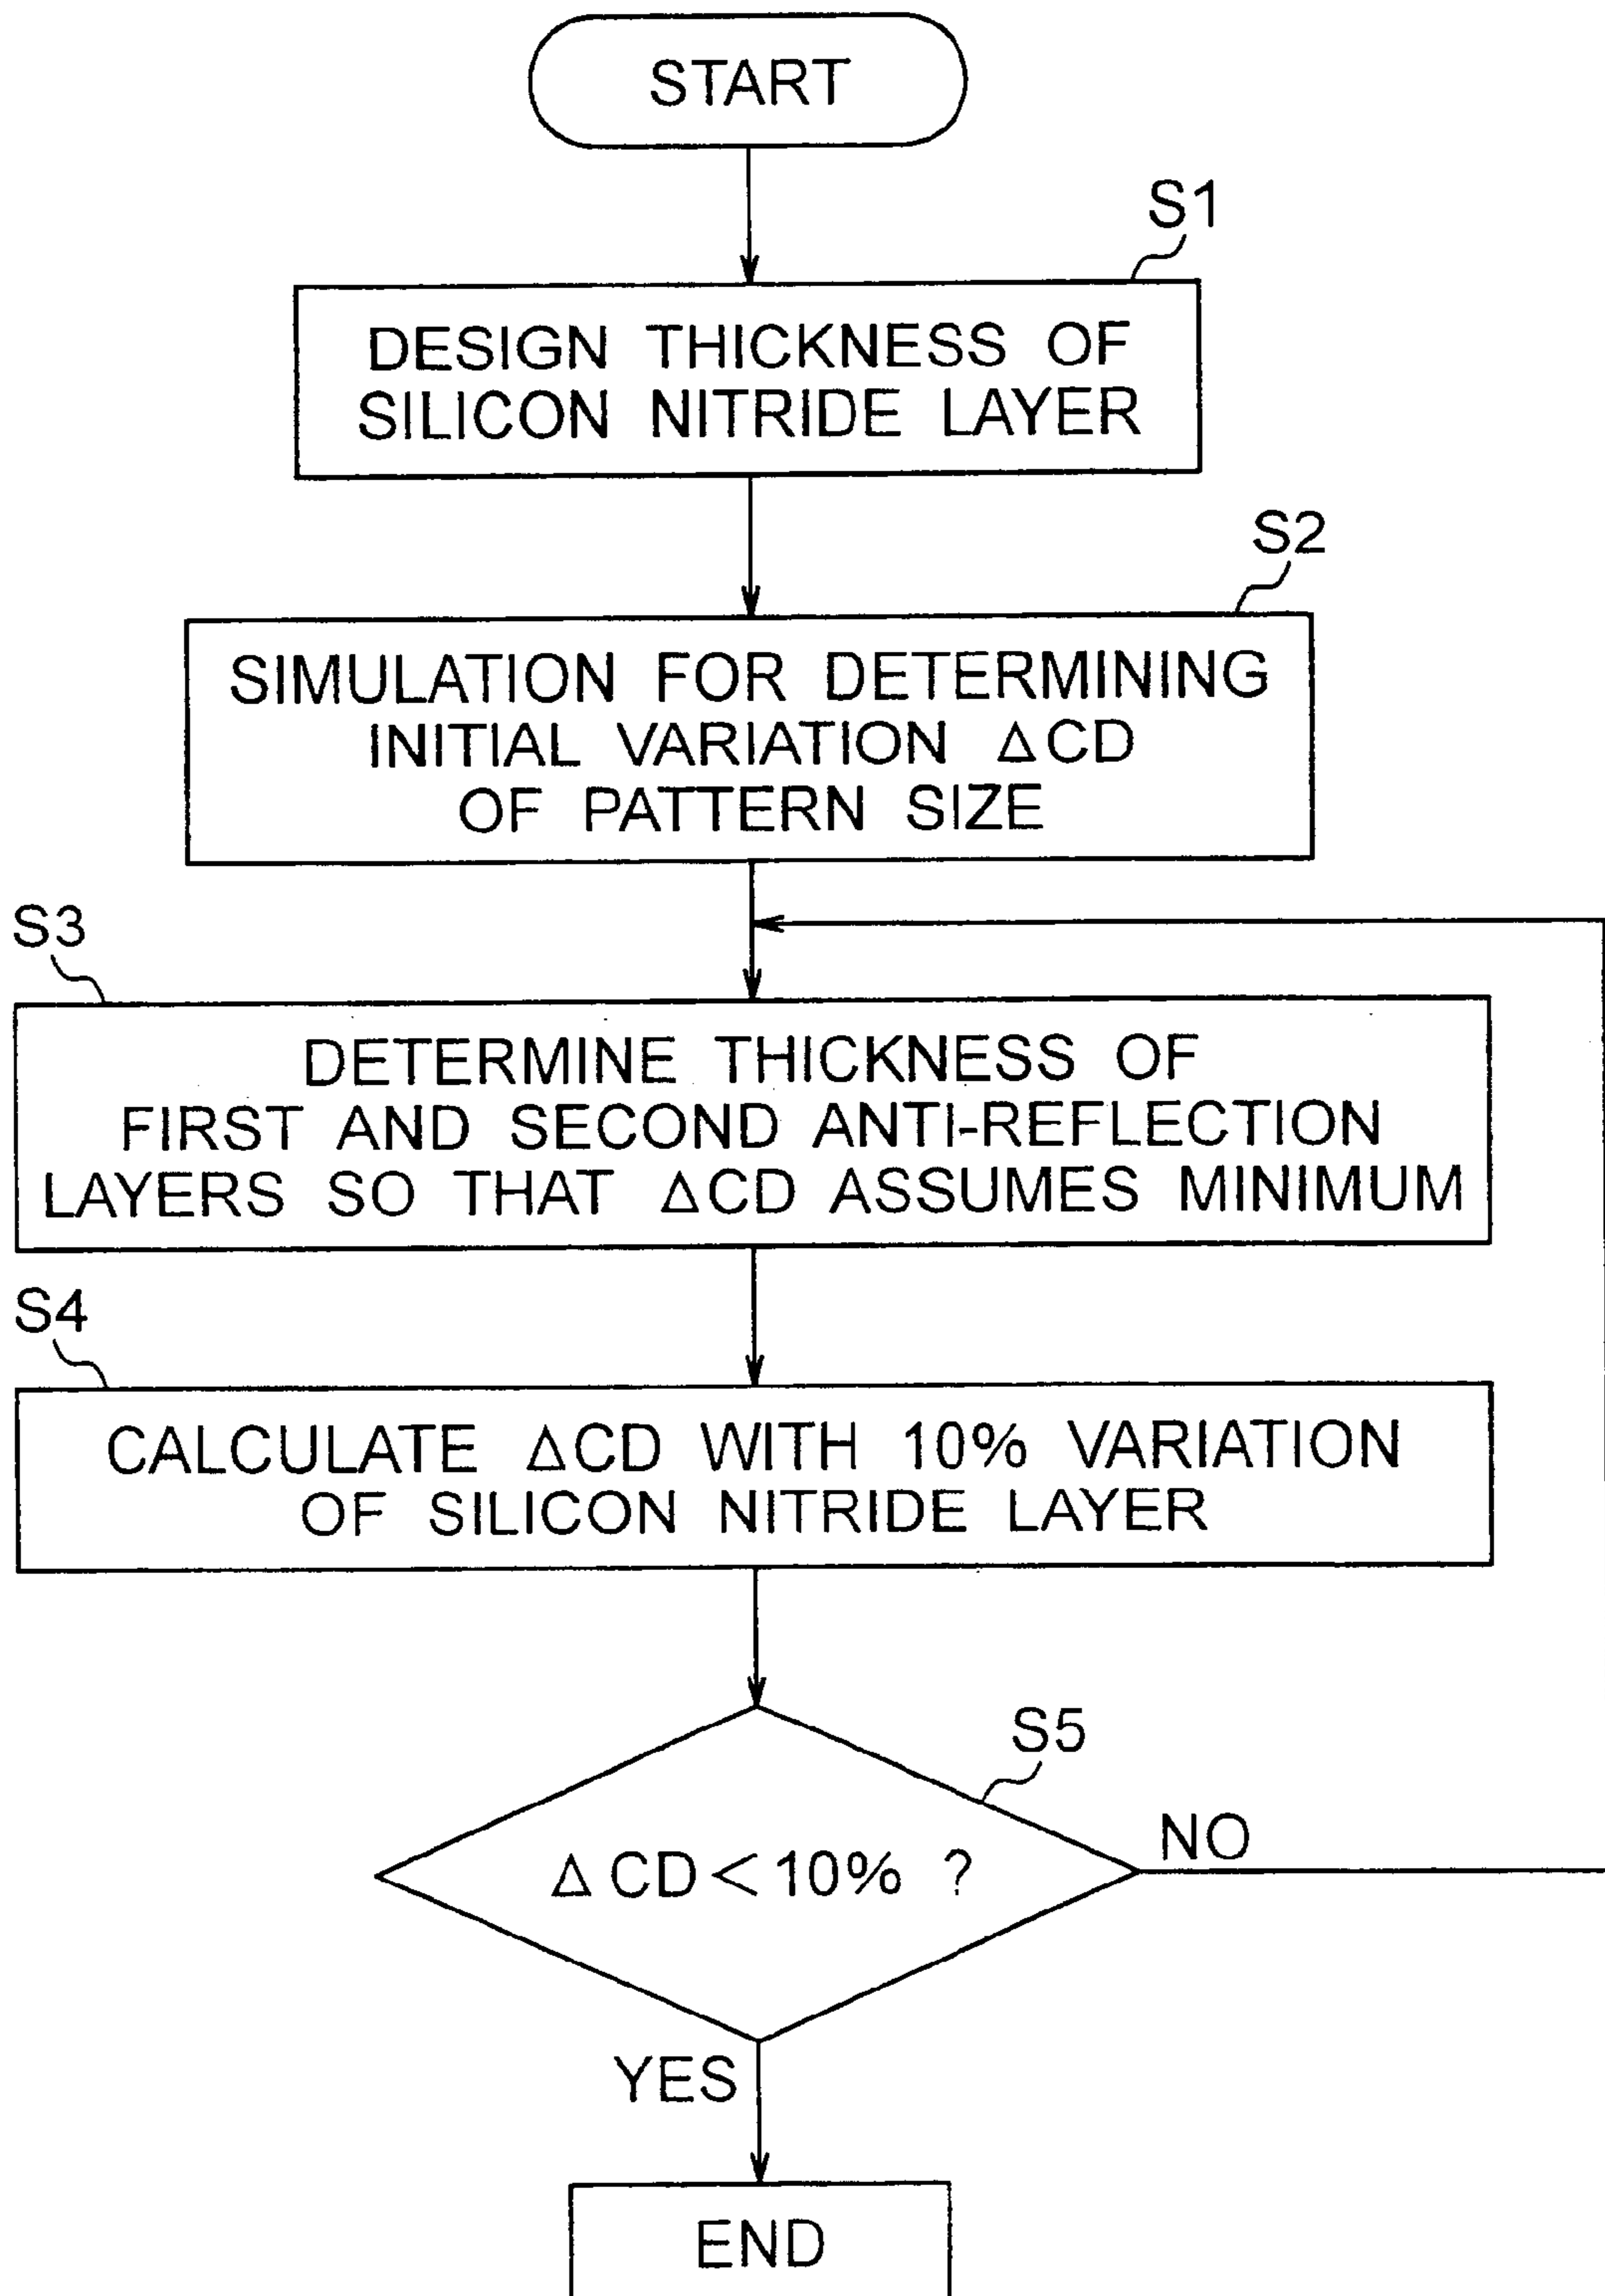 START
S1
DESIGN THICKNESS OF
SILICON NITRIDE LAYER
S2
SIMULATION FOR DETERMINING
INITIAL VARIATION ΔCD
OF PATTERN SIZE
S3
DETERMINE THICKNESS OF
FIRST AND SECOND ANTI-REFLECTION
LAYERS SO THAT ΔCD ASSUMES MINIMUM
S4
CALCULATE ΔCD WITH 10% VARIATION
OF SILICON NITRIDE LAYER
S5
ΔCD<10% ?
NO
YES
END